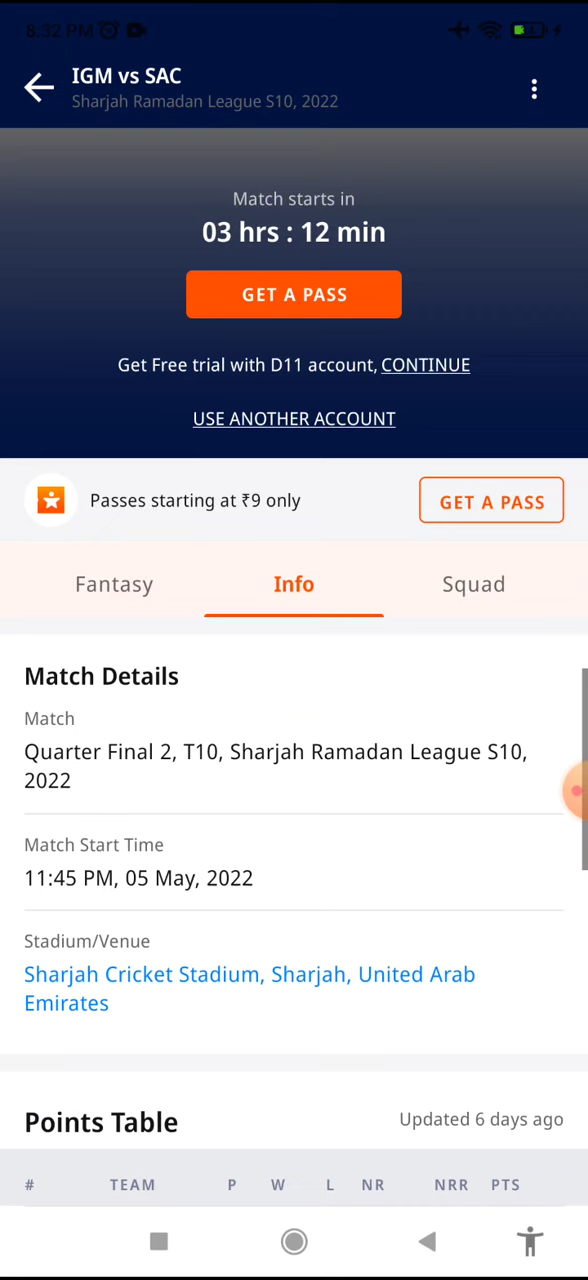 8:32 PM
IGM vs SAC
Sharjah Ramadan League S10, 2022
Match starts in
03 hrs : 12 min
GET A PASS
Get Free trial with D11 account, CONTINUE
USE ANOTHER ACCOUNT
Passes starting at ₹9 only
GET A PASS
Fantasy Info Squad
Match Details
Match
Quarter Final 2, T10, Sharjah Ramadan League S10,
2022
Match Start Time
11:45 PM, 05 May, 2022
Stadium/Venue
Sharjah Cricket Stadium, Sharjah, United Arab
Emirates
Points Table Updated 6 days ago
# TEAM P W L NR NRR PTS